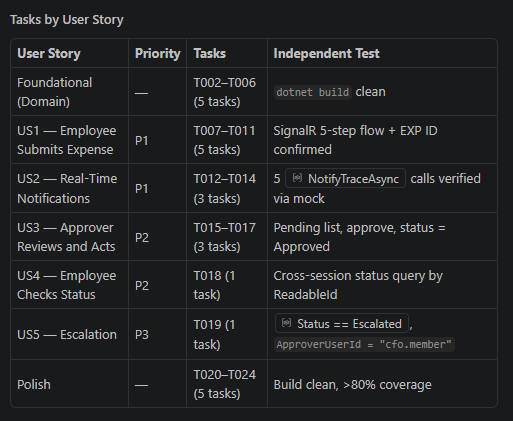 Tasks by User Story
User Story Priority Tasks Independent Test
Foundational
(Domain)
—
T002–T006
(5 tasks)
dotnet build clean
US1 — Employee
Submits Expense
P1
T007–T011
(5 tasks)
SignalR 5-step flow + EXP ID
confirmed
US2 — Real-Time
Notifications
P1
T012–T014
(3 tasks)
5 NotifyTraceAsync calls verified
via mock
US3 — Approver
Reviews and Acts
P2
T015–T017
(3 tasks)
Pending list, approve, status =
Approved
US4 — Employee
Checks Status
P2
T018 (1
task)
Cross-session status query by
ReadableId
US5 — Escalation
P3
T019 (1
task)
Status == Escalated ,
ApproverUserId = "cfo.member"
Polish
—
T020–T024
(5 tasks)
Build clean, >80% coverage